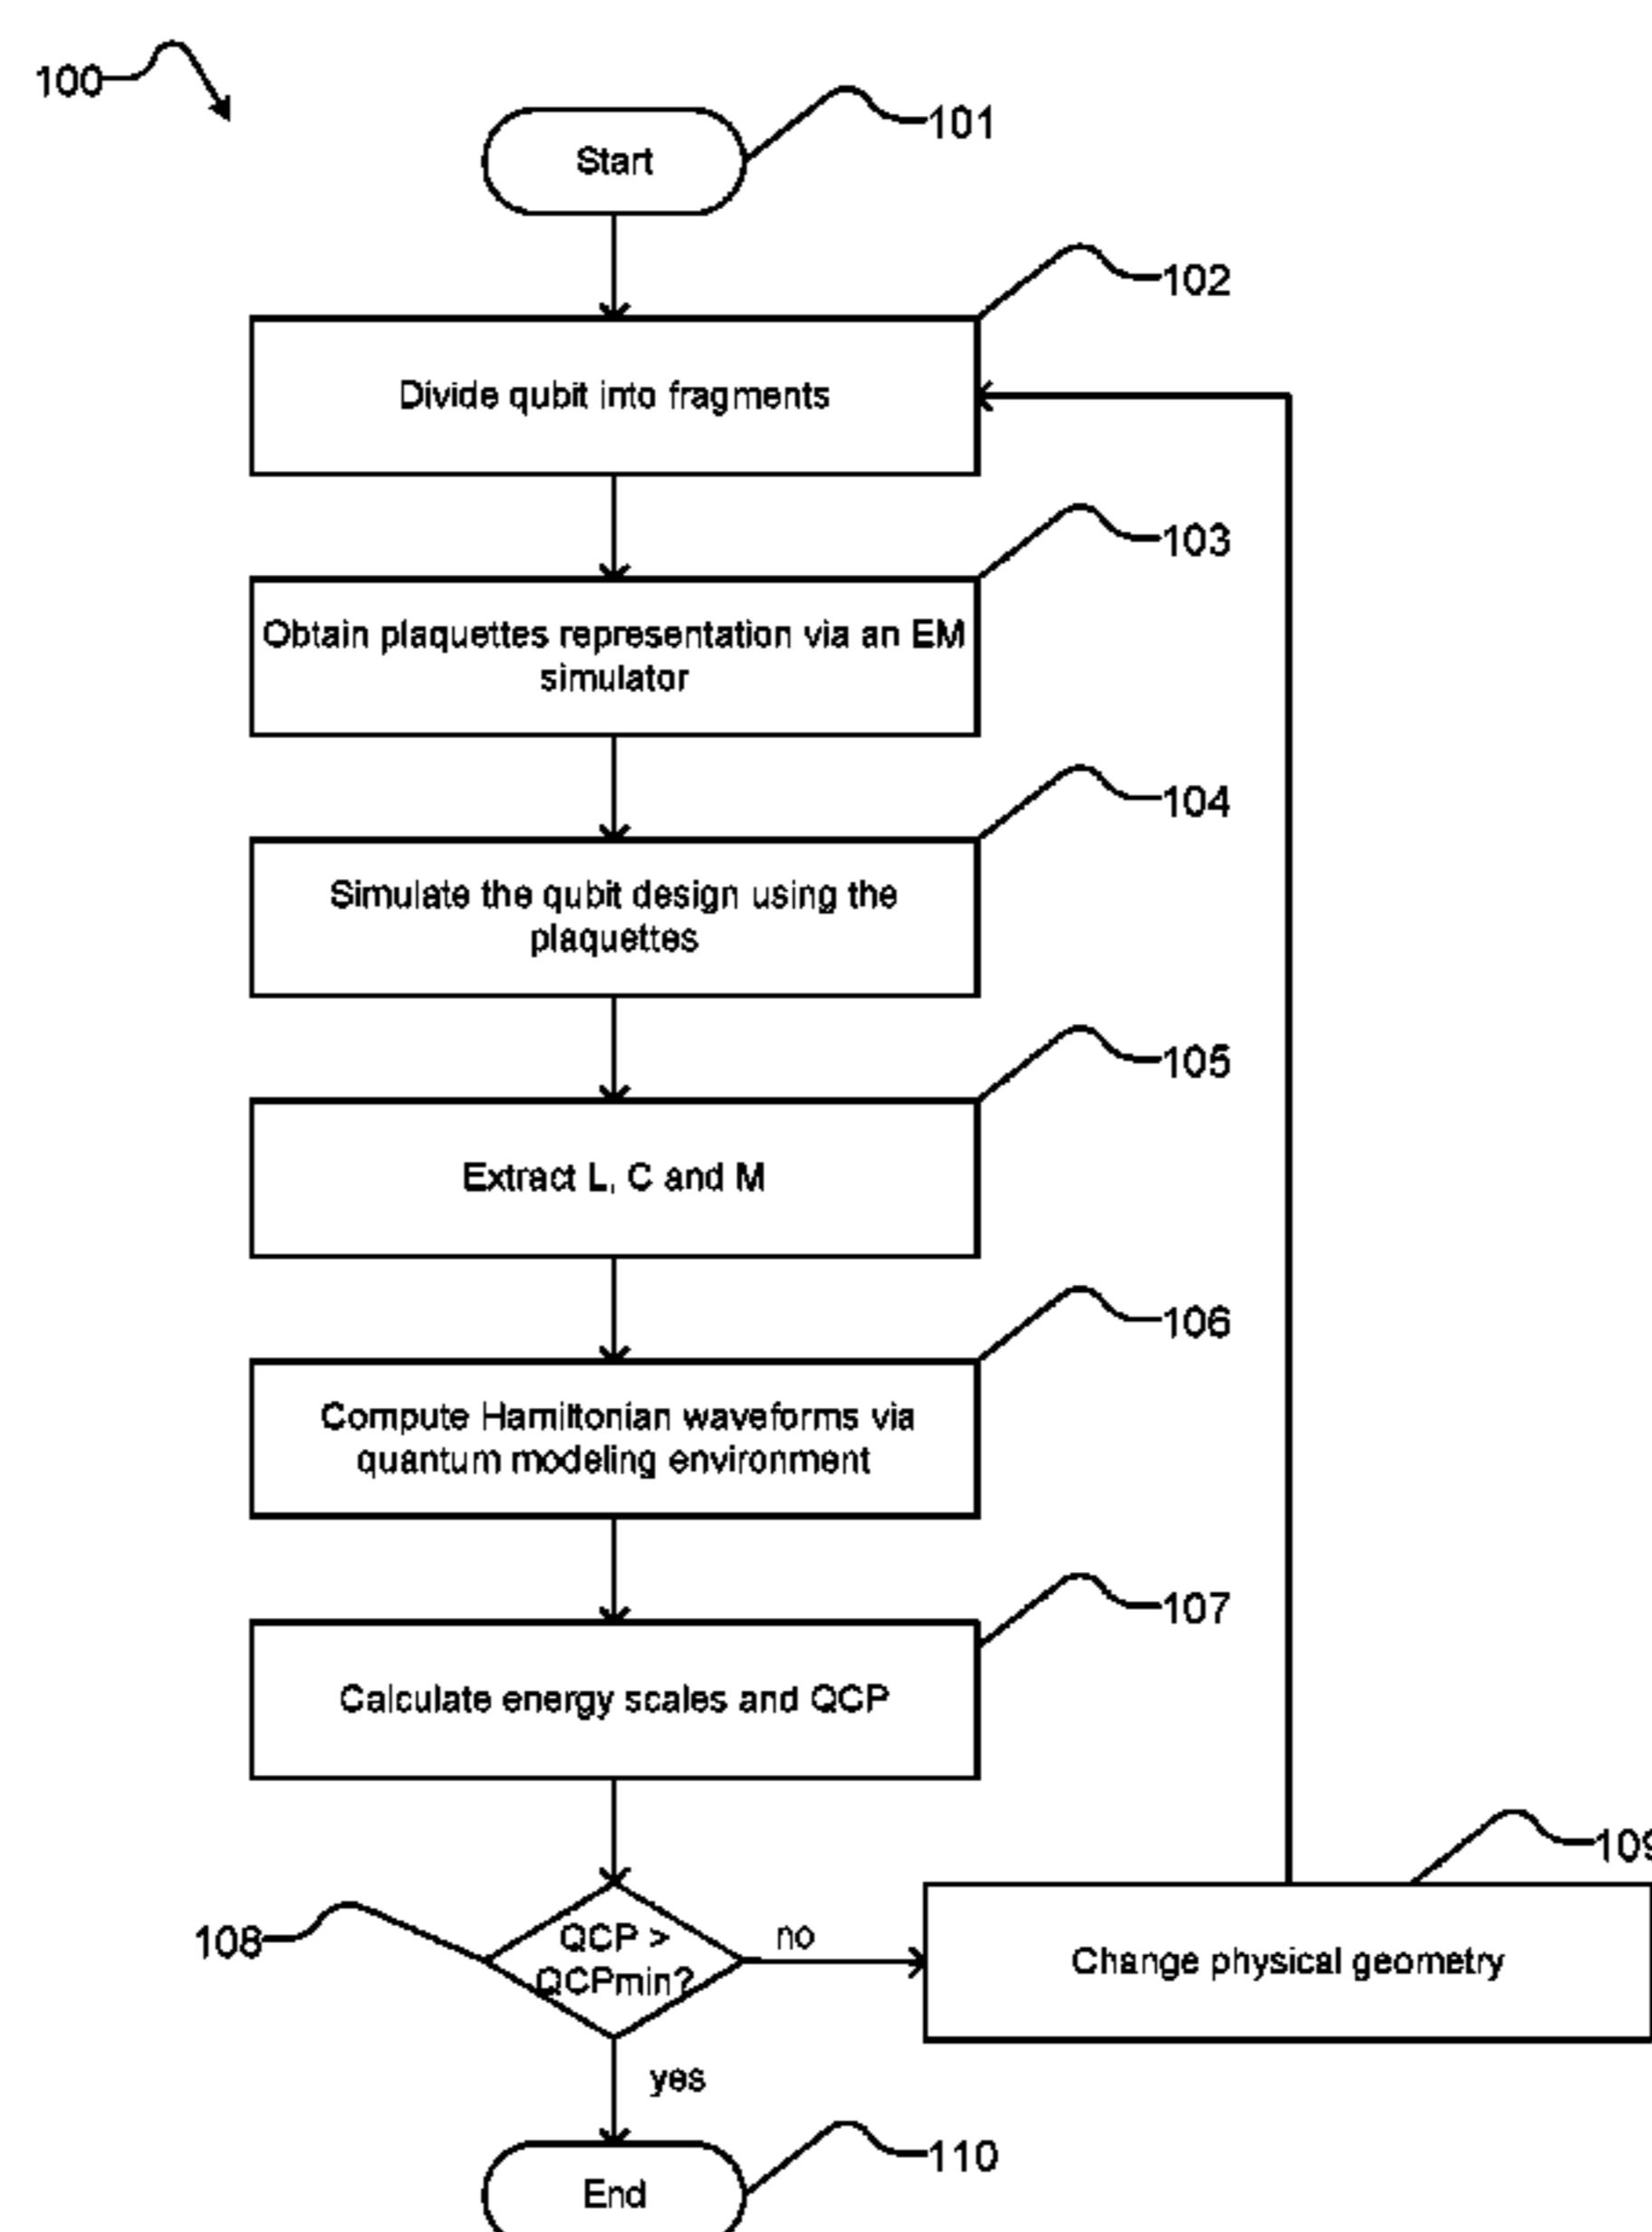 100
101
Start
102
Divide qubit into fragments
103
Obtain plaquettes representation via an EM
simulator
104
Simulate the qubit design using the
plaquettes
105
Extract L, C and M
106
Compute Hamiltonian waveforms via
quantum modeling environment
107
Calculate energy scales and QCP
109
108
QCP >
QCPmin?
no
Change physical geometry
yes
110
End